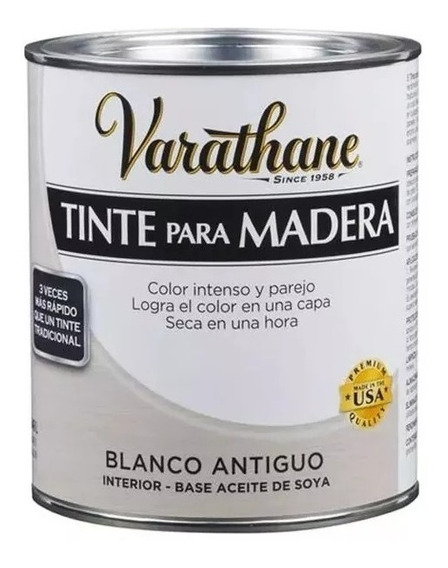 Varathane®
SINCE 1958
TINTE PARA MADERA
Color intenso y parejo
Logra el color en una capa
Seca en una hora
3 VECES
MÁS RÁPIDO
QUE UN TINTE
TRADICIONAL
PREMIUM
MADE IN THE
USA
QUALITY
BLANCO ANTIGUO
INTERIOR - BASE ACEITE DE SOYA